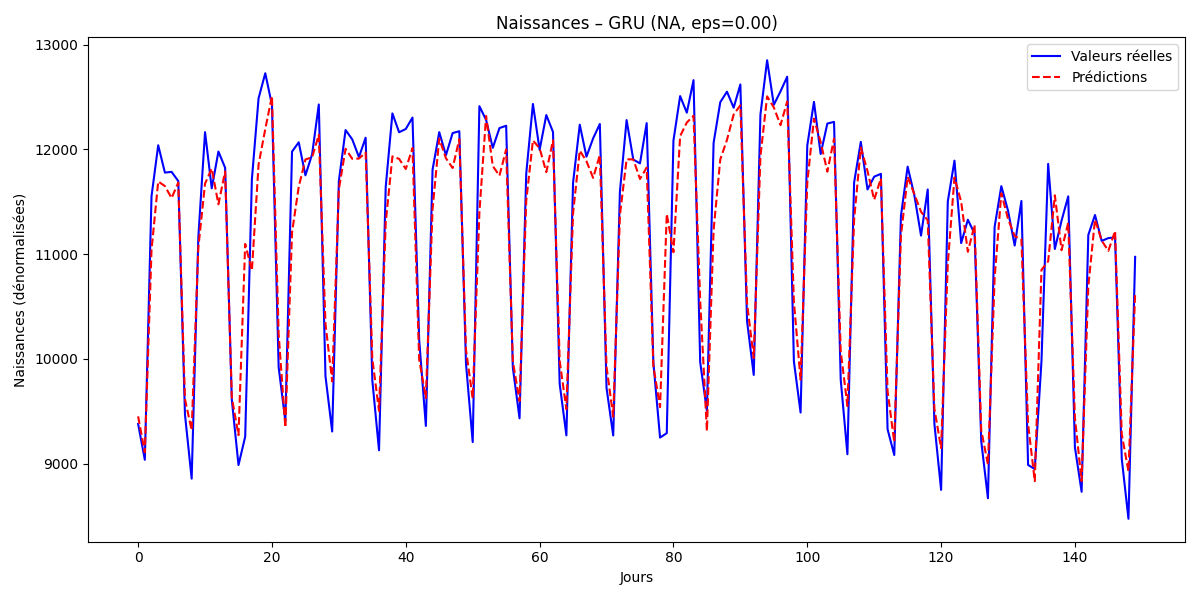 Naissances – GRU (NA, eps=0.00)
Valeurs réelles
Prédictions
Naissances (dénormalisées)
13000
12000
11000
10000
9000
0 20 40 60 80 100 120 140
Jours